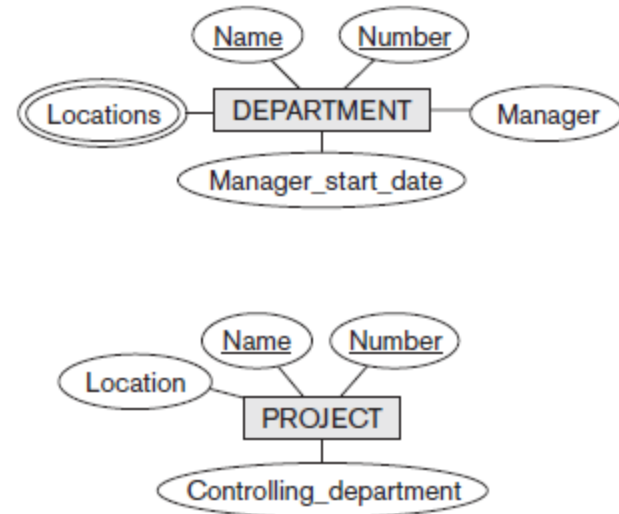 Name
Number
Locations
DEPARTMENT
Manager
Manager_start_date
Name
Number
Location
PROJECT
Controlling_department